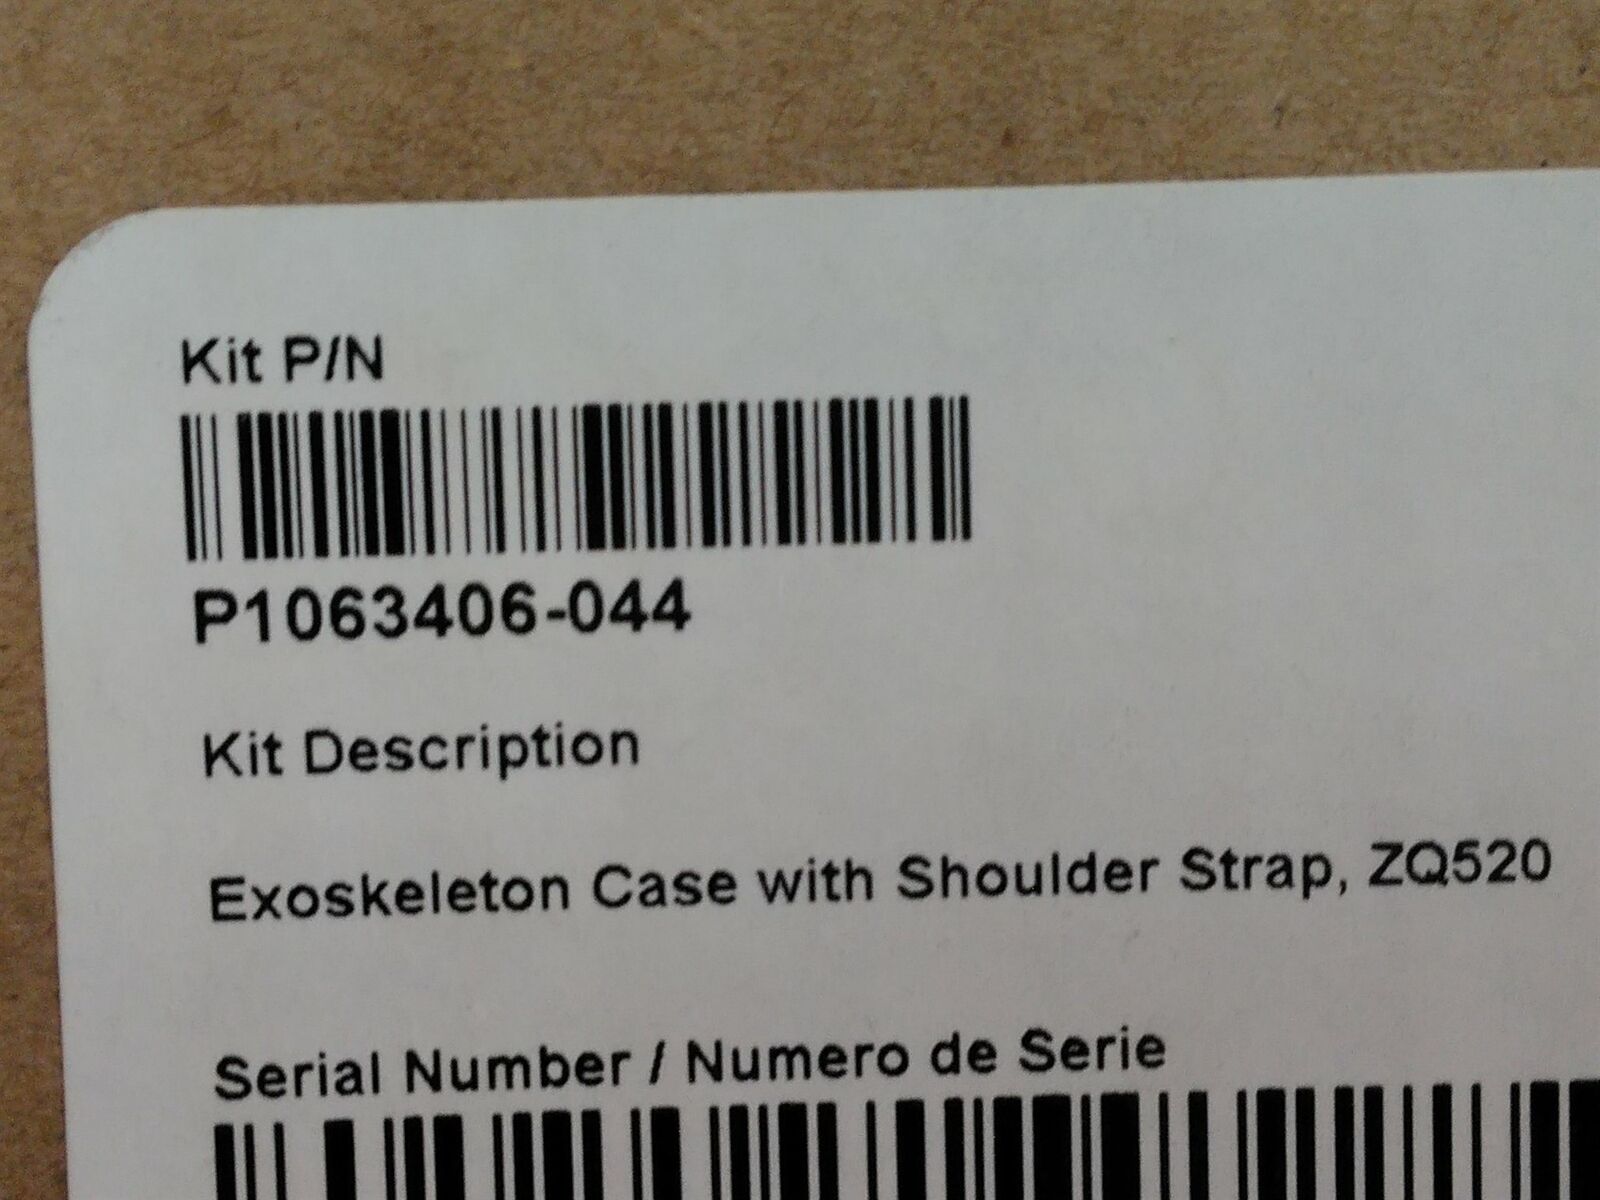 Kit P/N
P1063406-044
Kit Description
Exoskeleton Case with Shoulder Strap, ZQ520
Serial Number / Numero de Serie